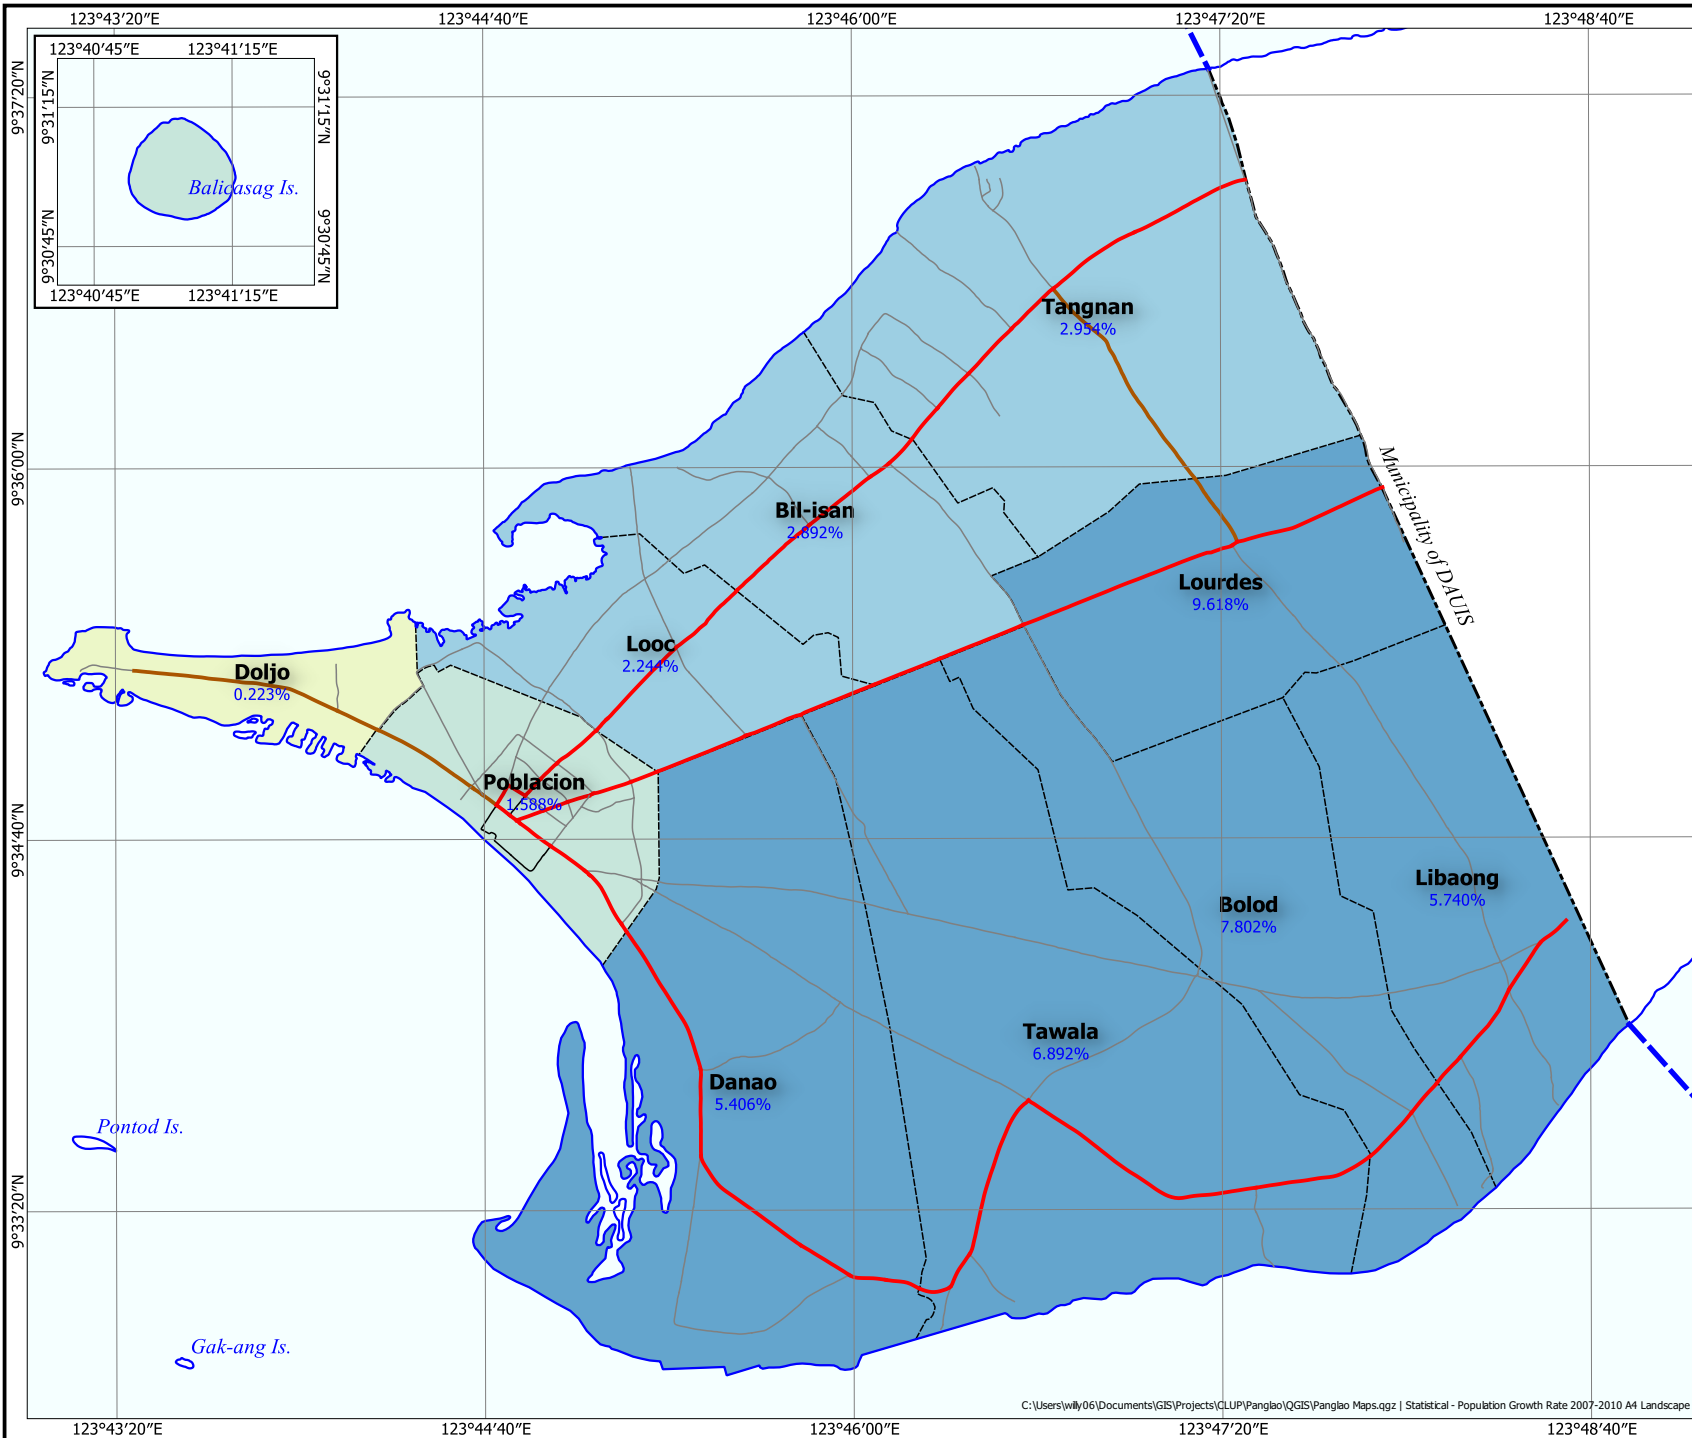 123°43'20"E 123°44'40"E 123°46'00"E 123°47'20"E 123°48'40"E
123°40'45"E 123°41'15"E
9°31'15"N
9°31'15"N
Balicasag Is.
9°30'45"N
9°30'45"N
123°40'45"E 123°41'15"E
9°37'20"N
Tangnan
2.954%
9°36'00"N
Municipality of DAUIS
Bil-isan
2.892%
Lourdes
9.618%
Looc
2.244%
Doljo
0.223%
Poblacion
1.588%
9°34'40"N
Libaong
5.740%
Bolod
7.802%
Tawala
6.892%
Danao
5.406%
Pontod Is.
9°33'20"N
Gak-ang Is.
C:\Users\willy06\Documents\GIS\Projects\CLUP\Panglao\QGIS\Panglao Maps.qgz | Statistical - Population Growth Rate 2007-2010 A4 Landscape
123°43'20"E 123°44'40"E 123°46'00"E 123°47'20"E 123°48'40"E